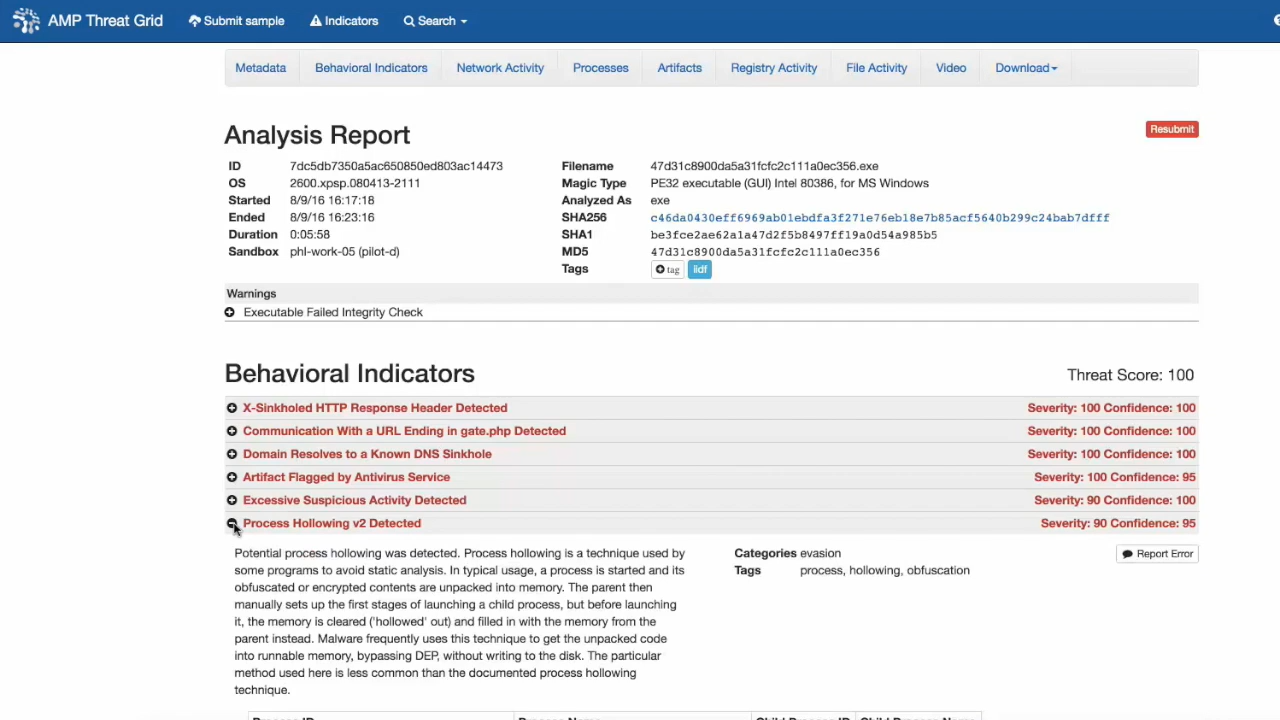 AMP Threat Grid Submit sample Indicators Search
Metadata Behavioral Indicators Network Activity Processes Artifacts Registry Activity File Activity Video Download
Analysis Report
Resubmit
ID 7dc5db7350a5ac650850ed803ac14473
OS 2600.xpsp.080413-2111
Started 8/9/16 16:17:18
Ended 8/9/16 16:23:16
Duration 0:05:58
Sandbox phl-work-05 (pilot-d)
Filename 47d31c8900da5a31fcfc2c111a0ec356.exe
Magic Type PE32 executable (GUI) Intel 80386, for MS Windows
Analyzed As exe
SHA256 c46da0430eff6969ab01ebdfa3f271e76eb18e7b85acf5640b299c24bab7dfff
SHA1 be3fce2ae62a1a47d2f5b8497ff19a0d54a985b5
MD5 47d31c8900da5a31fcfc2c111a0ec356
Tags tag
Warnings
Executable Failed Integrity Check
Behavioral Indicators
Threat Score: 100
X-Sinkholed HTTP Response Header Detected Severity: 100 Confidence: 100
Communication With a URL Ending in gate.php Detected Severity: 100 Confidence: 100
Domain Resolves to a Known DNS Sinkhole Severity: 100 Confidence: 100
Artifact Flagged by Antivirus Service Severity: 100 Confidence: 95
Excessive Suspicious Activity Detected Severity: 90 Confidence: 100
Process Hollowing v2 Detected Severity: 90 Confidence: 95
Potential process hollowing was detected. Process hollowing is a technique used by
some programs to avoid static analysis. In typical usage, a process is started and its
obfuscated or encrypted contents are unpacked into memory. The parent then
manually sets up the first stages of launching a child process, but before launching
it, the memory is cleared ('hollowed' out) and filled in with the memory from the
parent instead. Malware frequently uses this technique to get the unpacked code
into runnable memory, bypassing DEP, without writing to the disk. The particular
method used here is less common than the documented process hollowing
technique.
Categories evasion
Tags process, hollowing, obfuscation
Report Error
Process ID Process Name Child Process ID Child Process Name